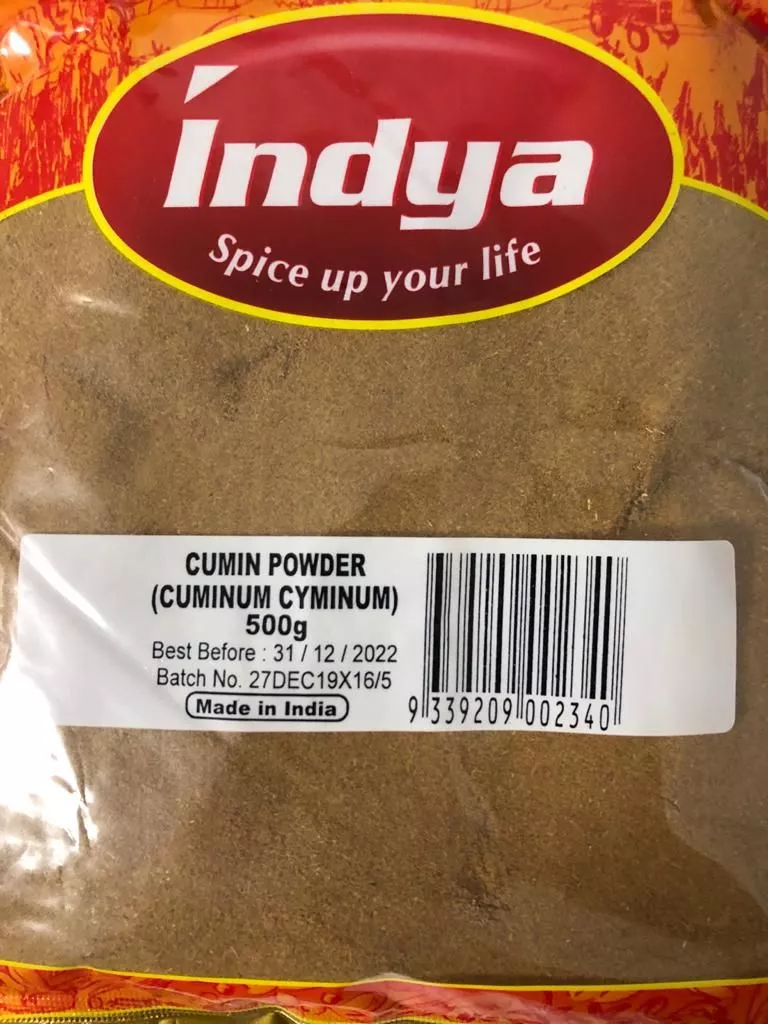 índya
Spice up your life
CUMIN POWDER
(CUMINUM CYMINUM)
500g
Best Before : 31 / 12 / 2022
Batch No. 27DEC19X16/5
Made in India
9 339209 002340